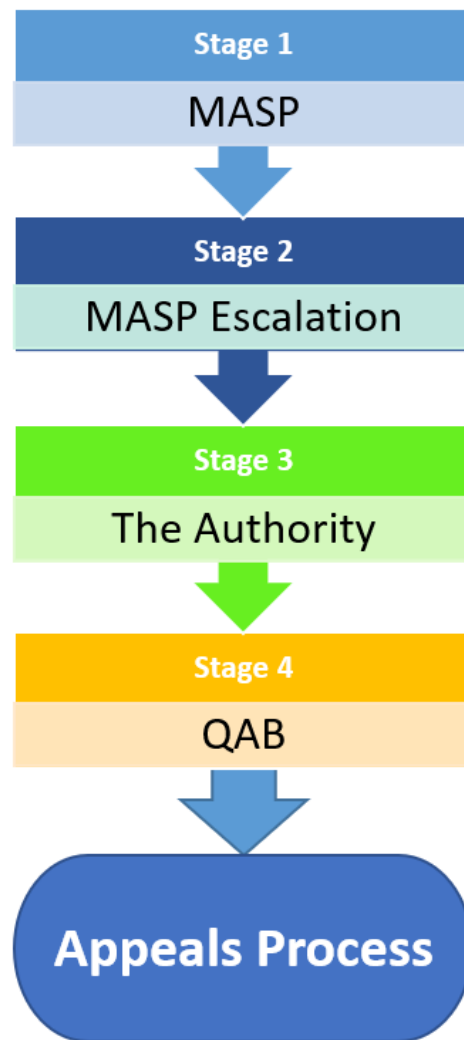 Stage 1
MASP
Stage 2
MASP Escalation
Stage 3
The Authority
Stage 4
QAB
Appeals Process